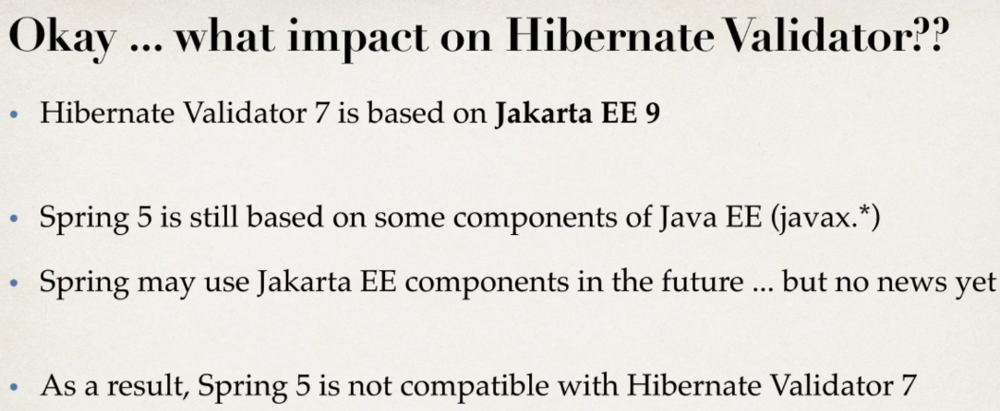 Okay ... what impact on Hibernate Validator??
• Hibernate Validator 7 is based on Jakarta EE 9
• Spring 5 is still based on some components of Java EE (javax.*)
• Spring may use Jakarta EE components in the future ... but no news yet
• As a result, Spring 5 is not compatible with Hibernate Validator 7